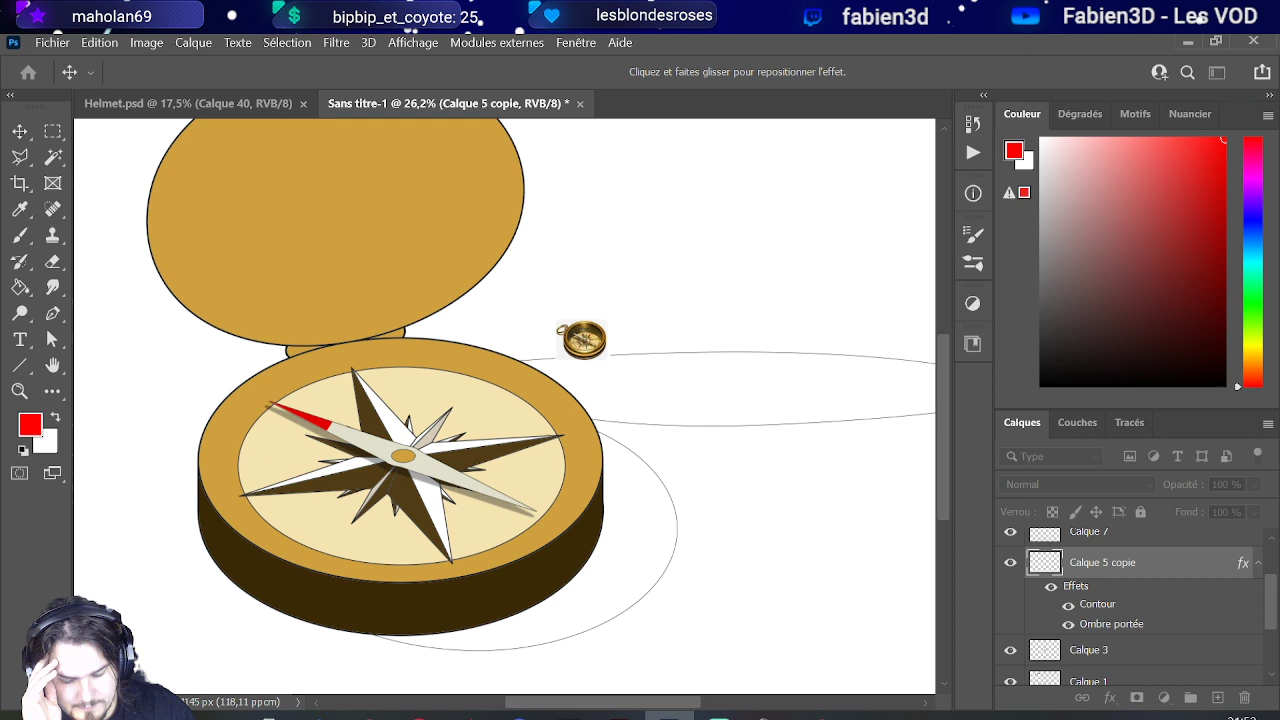 maholan69
bipbip_et_coyote: 25
lesblondesroses
fabien3d
Fabien3D - Les VOD
Ps
Fichier Edition Image Calque Texte Sélection Filtre 3D Affichage Modules externes Fenêtre Aide
Cliquez et faites glisser pour repositionner l'effet.
Helmet.psd @ 17,5% (Calque 40, RVB/8) ×
Sans titre-1 @ 26,2% (Calque 5 copie, RVB/8) * ×
Couleur Dégradés Motifs Nuancier
Calques Couches Tracés
Type
Normal Opacité : 100 %
Verrou : Fond : 100 %
Calque 7
Calque 5 copie fx
Effets
Contour
Ombre portée
Calque 3
Calque 1
145 px (118,11 ppcm)
fx